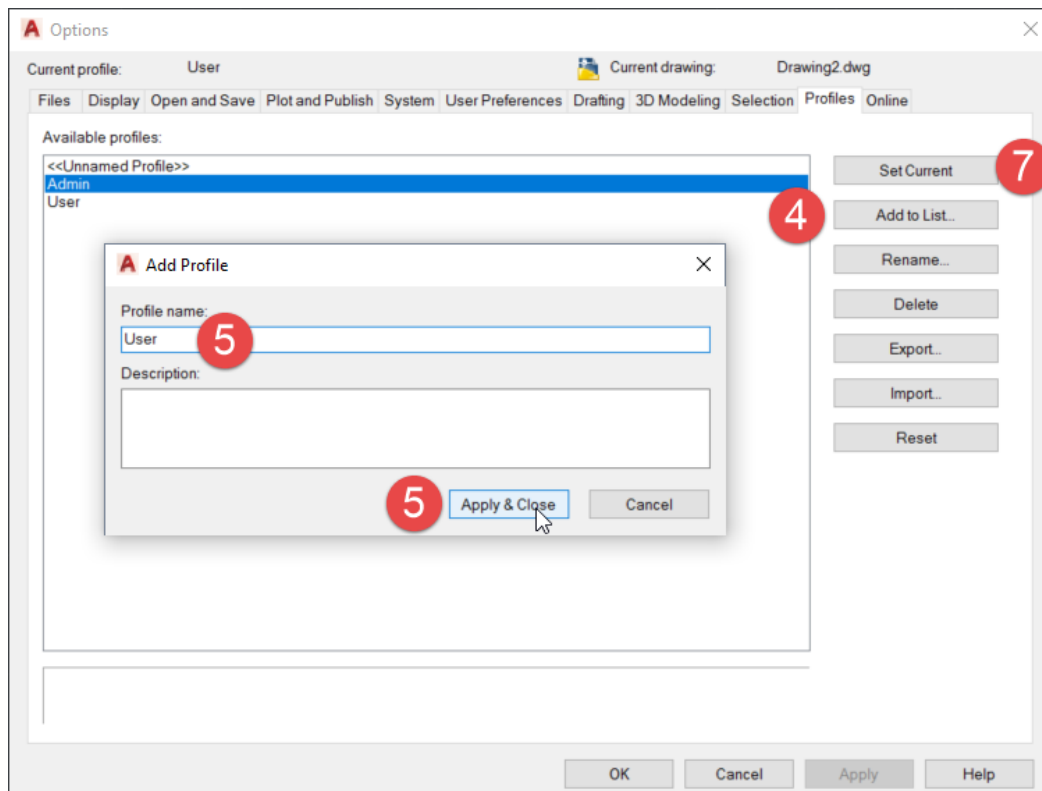 Options
Current profile: User Current drawing: Drawing2.dwg
Files Display Open and Save Plot and Publish System User Preferences Drafting 3D Modeling Selection Profiles Online
Available profiles:
<<Unnamed Profile>>
Admin
User
Set Current 7
4 Add to List...
Rename...
Delete
Export...
Import...
Reset
Add Profile
Profile name:
User 5
Description:
5 Apply & Close Cancel
OK Cancel Apply Help